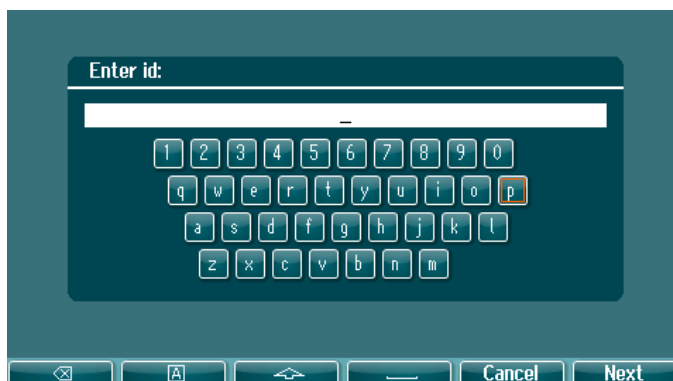 Enter id:
_
1 2 3 4 5 6 7 8 9 0
q w e r t y u i o p
a s d f g h j k l
z x c v b n m
A Cancel Next